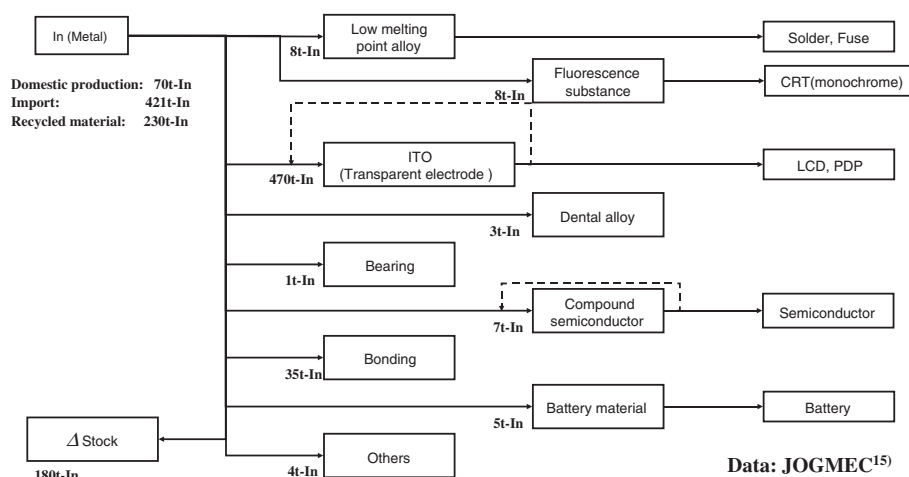 In (Metal)
Domestic production: 70t-In
Import: 421t-In
Recycled material: 230t-In
Low melting
point alloy
8t-In
Solder, Fuse
Fluorescence
substance
8t-In
CRT(monochrome)
ITO
(Transparent electrode )
470t-In
LCD, PDP
Dental alloy
3t-In
Bearing
1t-In
Compound
semiconductor
7t-In
Semiconductor
Bonding
35t-In
Battery material
5t-In
Battery
Δ Stock
180t-In
Others
4t-In
Data: JOGMEC15)